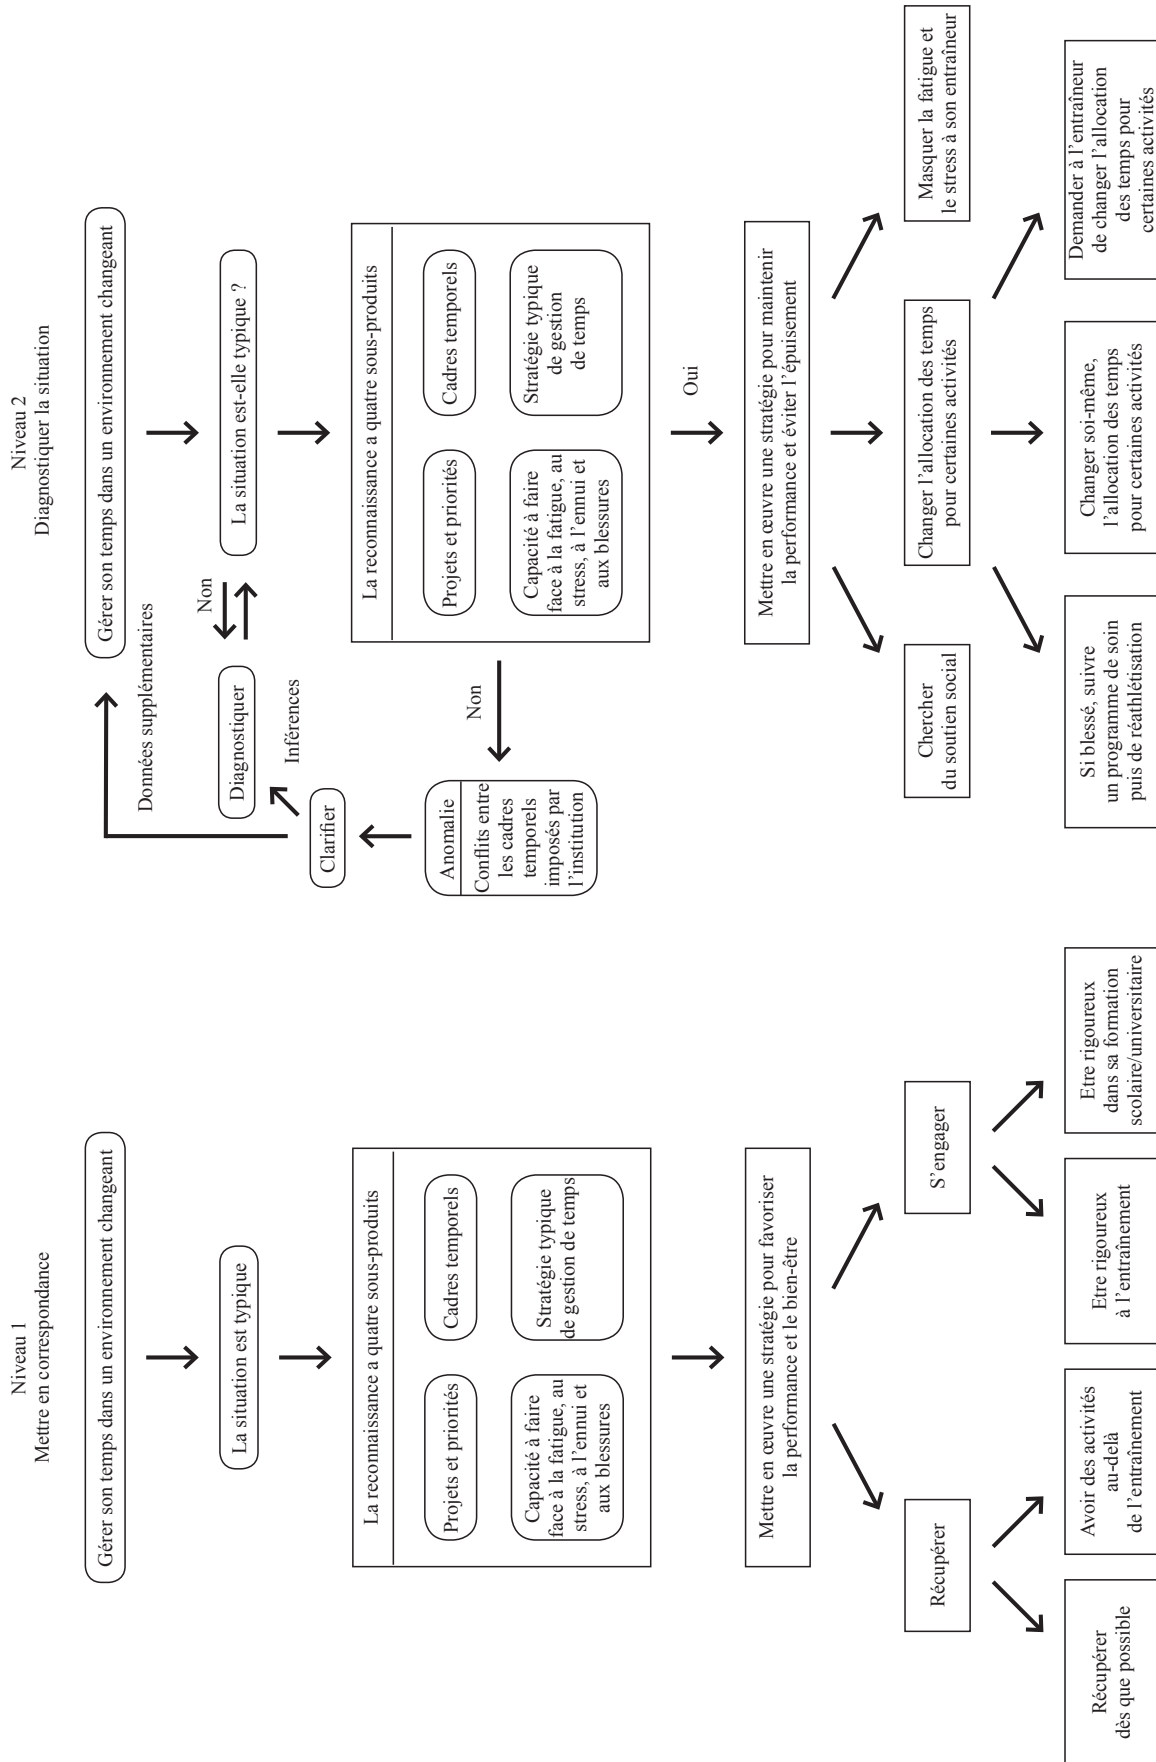 Niveau 1
Mettre en correspondance
Gérer son temps dans un environnement changeant
La situation est typique
La reconnaissance a quatre sous-produits
Projets et priorités
Cadres temporels
Capacité à faire
face à la fatigue, au
stress, à l'ennui et
aux blessures
Stratégie typique
de gestion de temps
Mettre en œuvre une stratégie pour favoriser
la performance et le bien-être
Récupérer
S'engager
Récupérer
dès que possible
Avoir des activités
au-delà
de l'entraînement
Etre rigoureux
à l'entraînement
Etre rigoureux
dans sa formation
scolaire/universitaire
Niveau 2
Diagnostiquer la situation
Gérer son temps dans un environnement changeant
Données supplémentaires
Non
La situation est-elle typique ?
Diagnostiquer
Inférences
Clarifier
Anomalie
Conflits entre
les cadres
temporels
imposés par
l'institution
Non
La reconnaissance a quatre sous-produits
Projets et priorités
Cadres temporels
Capacité à faire
face à la fatigue, au
stress, à l'ennui et
aux blessures
Stratégie typique
de gestion
de temps
Oui
Mettre en œuvre une stratégie pour maintenir
la performance et éviter l'épuisement
Chercher
du soutien social
Changer l'allocation des temps
pour certaines activités
Masquer la fatigue et
le stress à son entraîneur
Si blessé, suivre
un programme de soin
puis de réathlétisation
Changer soi-même,
l'allocation des temps
pour certaines activités
Demander à l'entraîneur
de changer l'allocation
des temps pour
certaines activités